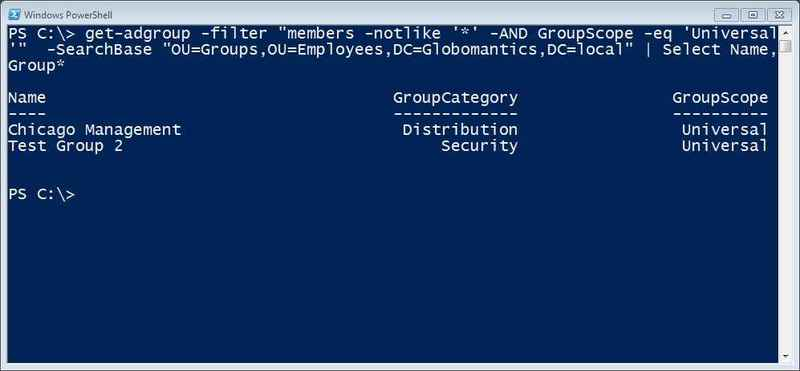 Windows PowerShell
PS C:\> get-adgroup -filter "members -notlike '*' -AND GroupScope -eq 'Universal
'"  -SearchBase "OU=Groups,OU=Employees,DC=Globomantics,DC=local" | Select Name,
Group*
Name GroupCategory GroupScope
---- ------------- ----------
Chicago Management Distribution Universal
Test Group 2 Security Universal
PS C:\>